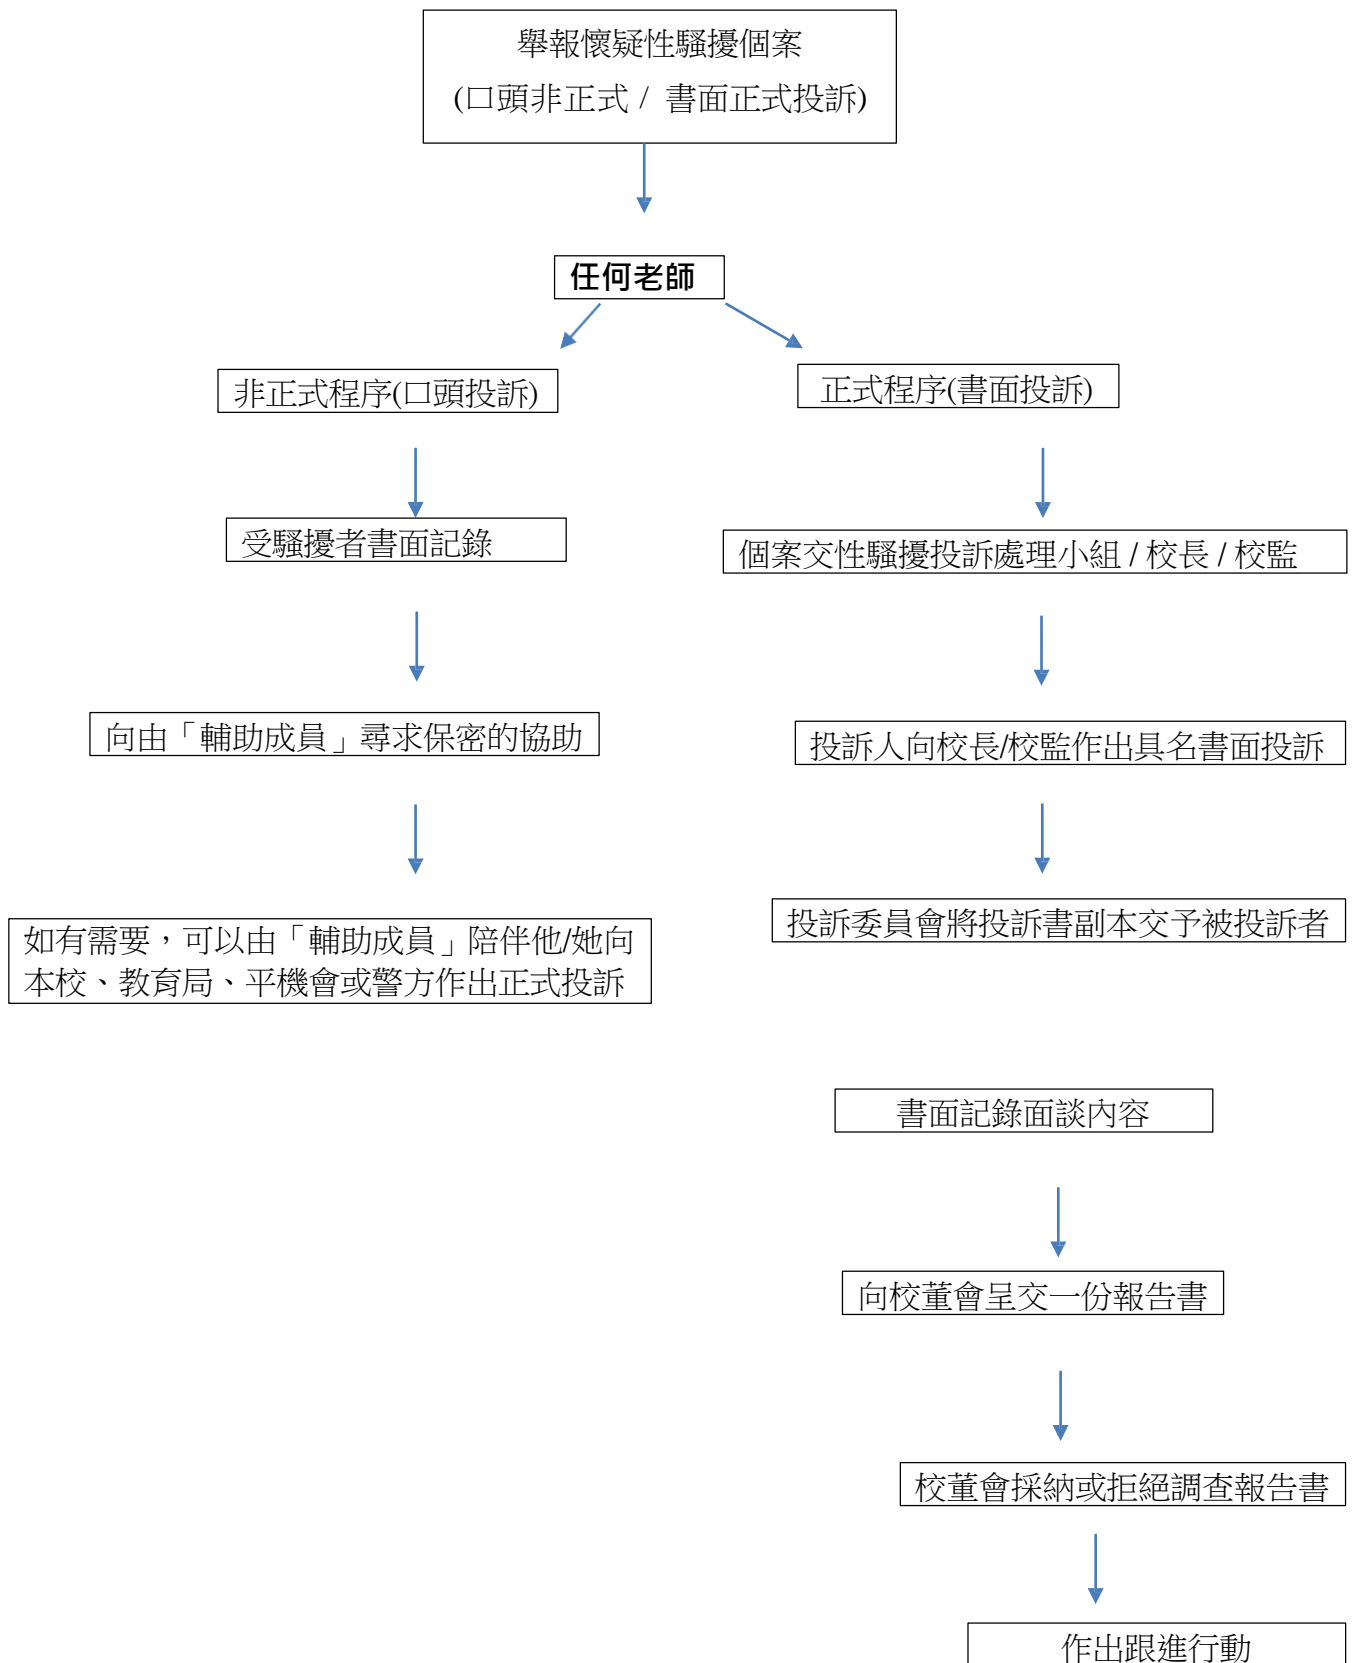 舉報懷疑性騷擾個案
(口頭非正式 / 書面正式投訴)
任何老師
非正式程序(口頭投訴)
正式程序(書面投訴)
受騷擾者書面記錄
個案交性騷擾投訴處理小組 / 校長 / 校監
向由「輔助成員」尋求保密的協助
投訴人向校長/校監作出具名書面投訴
如有需要，可以由「輔助成員」陪伴他/她向
本校、教育局、平機會或警方作出正式投訴
投訴委員會將投訴書副本交予被投訴者
書面記錄面談內容
向校董會呈交一份報告書
校董會採納或拒絕調查報告書
作出跟進行動